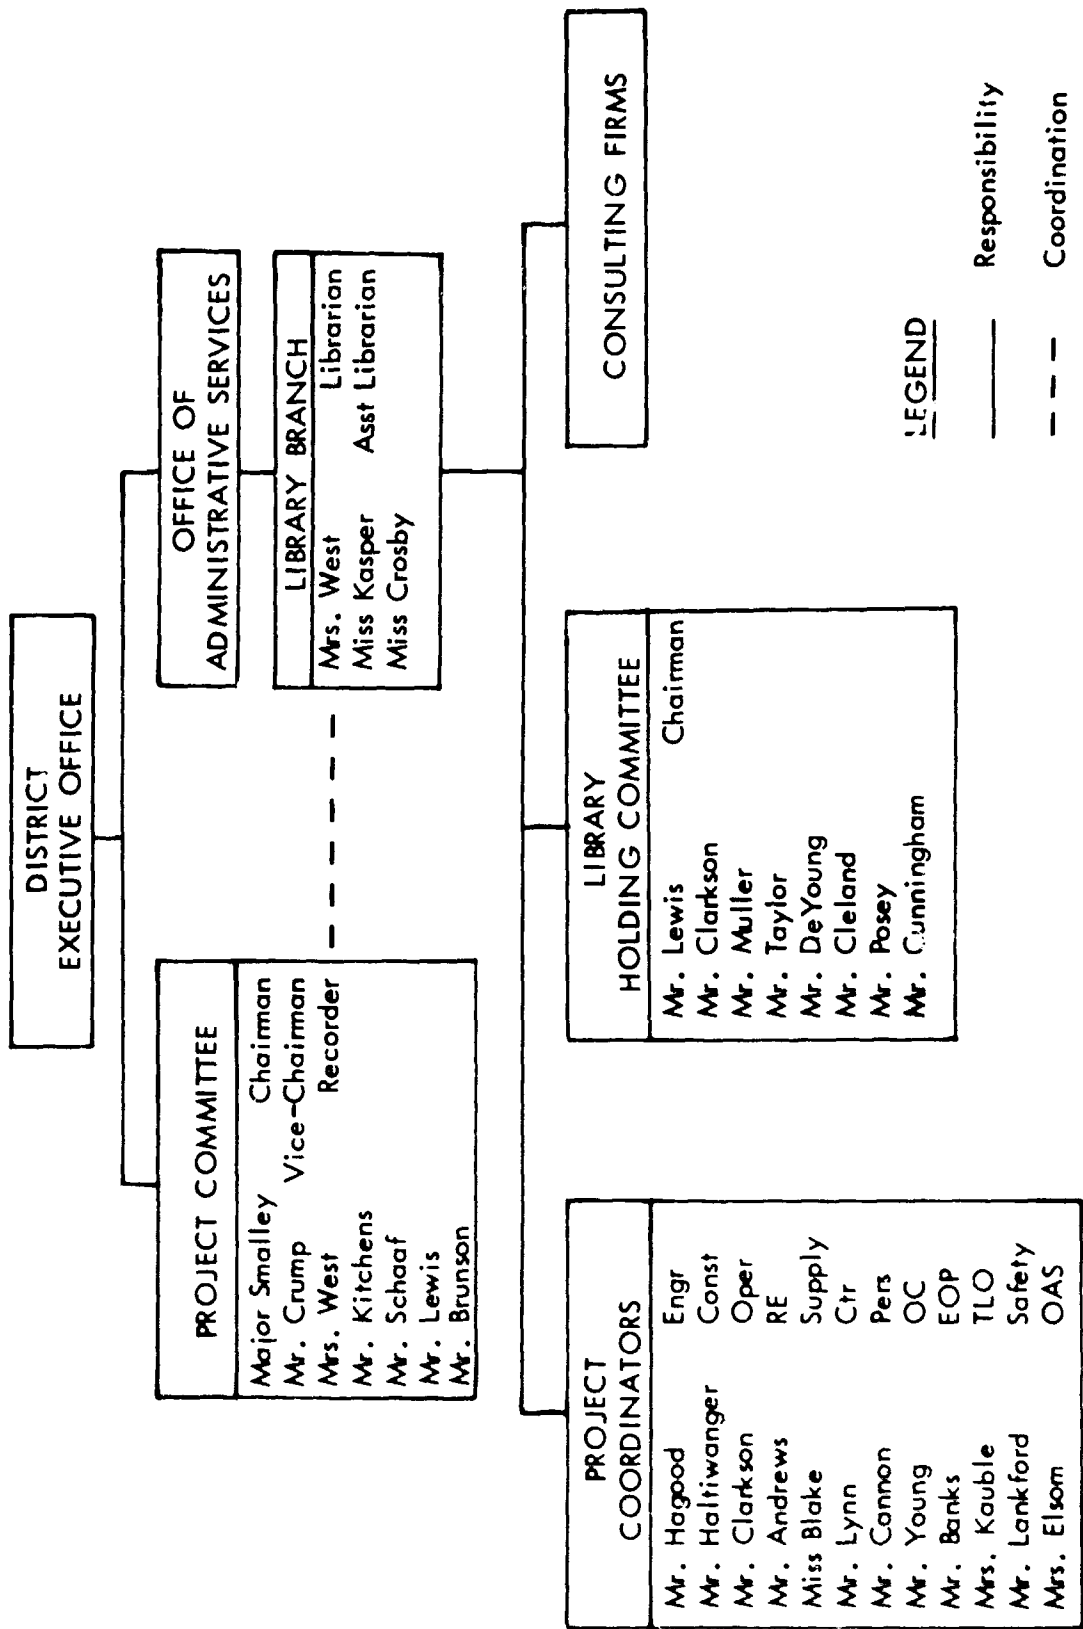 DISTRICT
EXECUTIVE OFFICE
PROJECT COMMITTEE
Major Smalley Chairman
Mr. Crump Vice-Chairman
Mrs. West Recorder
Mr. Kitchens
Mr. Schaaf
Mr. Lewis
Mr. Brunson
OFFICE OF
ADMINISTRATIVE SERVICES
LIBRARY BRANCH
Mrs. West Librarian
Miss Kasper Asst Librarian
Miss Crosby
PROJECT
COORDINATORS
Mr. Hagood Engr
Mr. Haltiwanger Const
Mr. Clarkson Oper
Mr. Andrews RE
Miss Blake Supply
Mr. Lynn Ctr
Mr. Cannon Pers
Mr. Young OC
Mr. Banks EOP
Mrs. Kauble TLO
Mr. Lankford Safety
Mrs. Elsom OAS
LIBRARY
HOLDING COMMITTEE
Mr. Lewis Chairman
Mr. Clarkson
Mr. Muller
Mr. Taylor
Mr. DeYoung
Mr. Cleland
Mr. Posey
Mr. Cunningham
CONSULTING FIRMS
LEGEND
Responsibility
Coordination